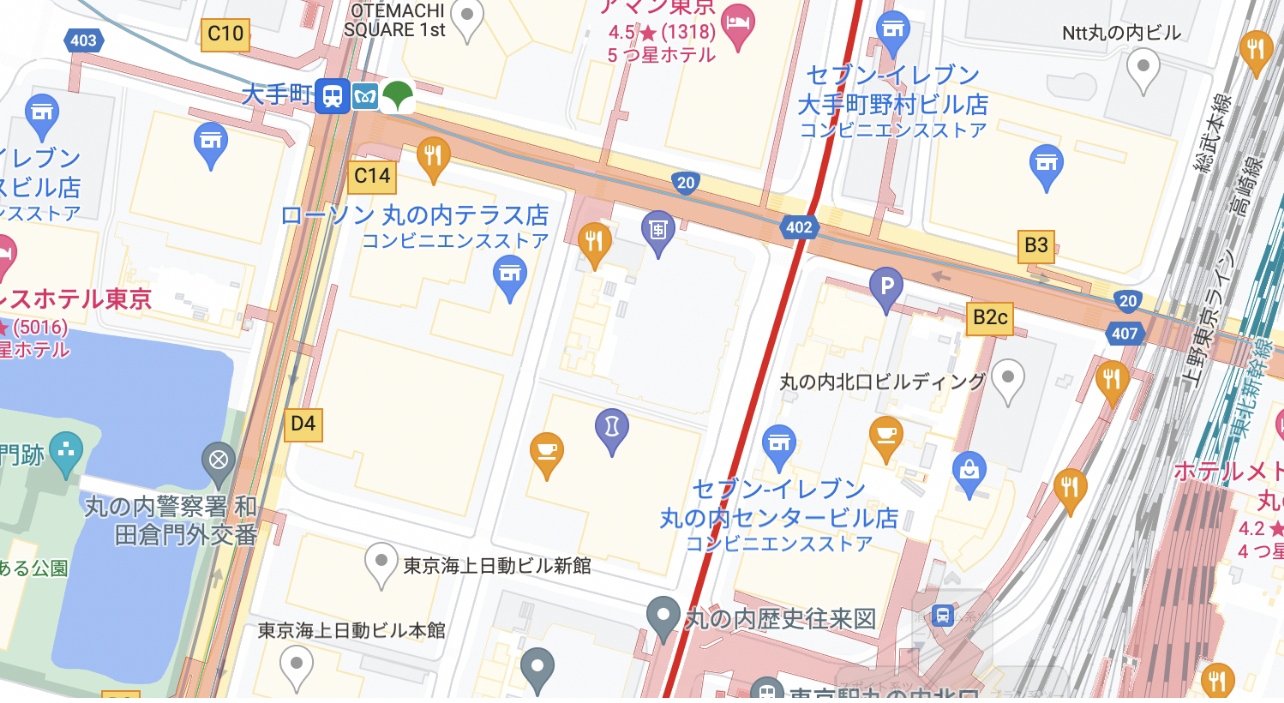 OTEMACHI
SQUARE 1st
アマン東京
4.5★ (1318)
5 つ星ホテル
C10
403
Ntt丸の内ビル
セブン-イレブン
大手町野村ビル店
コンビニエンスストア
大手町
総武本線
イレブン
スビル店
ンスストア
C14
20
高崎線
ローソン 丸の内テラス店
コンビニエンスストア
402
B3
P
レスホテル東京
★ (5016)
星ホテル
20
B2c
407
上野東京ライン
東北新幹線
丸の内北口ビルディング
D4
門跡
丸の内警察署 和
田倉門外交番
セブン-イレブン
丸の内センタービル店
コンビニエンスストア
ホテルメト
丸の
4.2 ★
4 つ星
ある公園
東京海上日動ビル新館
丸の内歴史往来図
東京海上日動ビル本館
東京駅丸の内北口